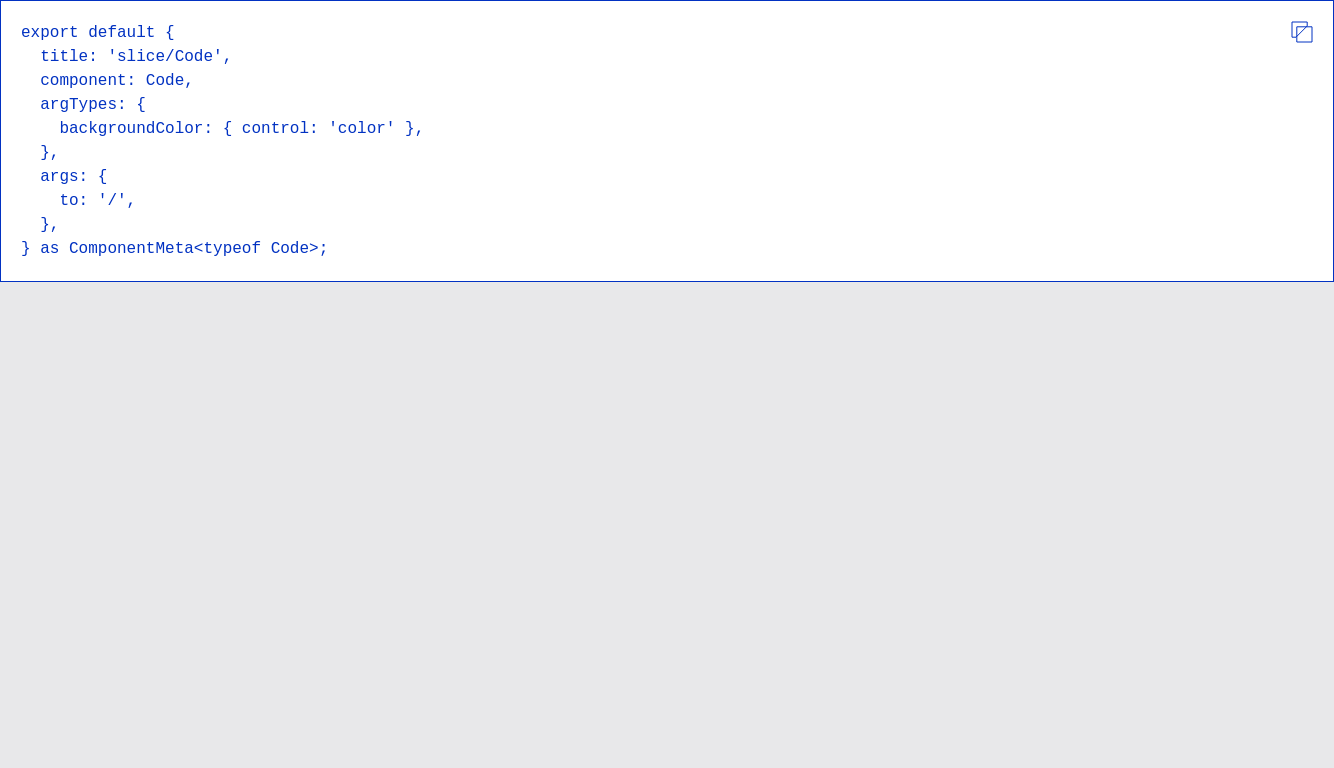 export default {
  title: 'slice/Code',
  component: Code,
  argTypes: {
    backgroundColor: { control: 'color' },
  },
  args: {
    to: '/',
  },
} as ComponentMeta<typeof Code>;